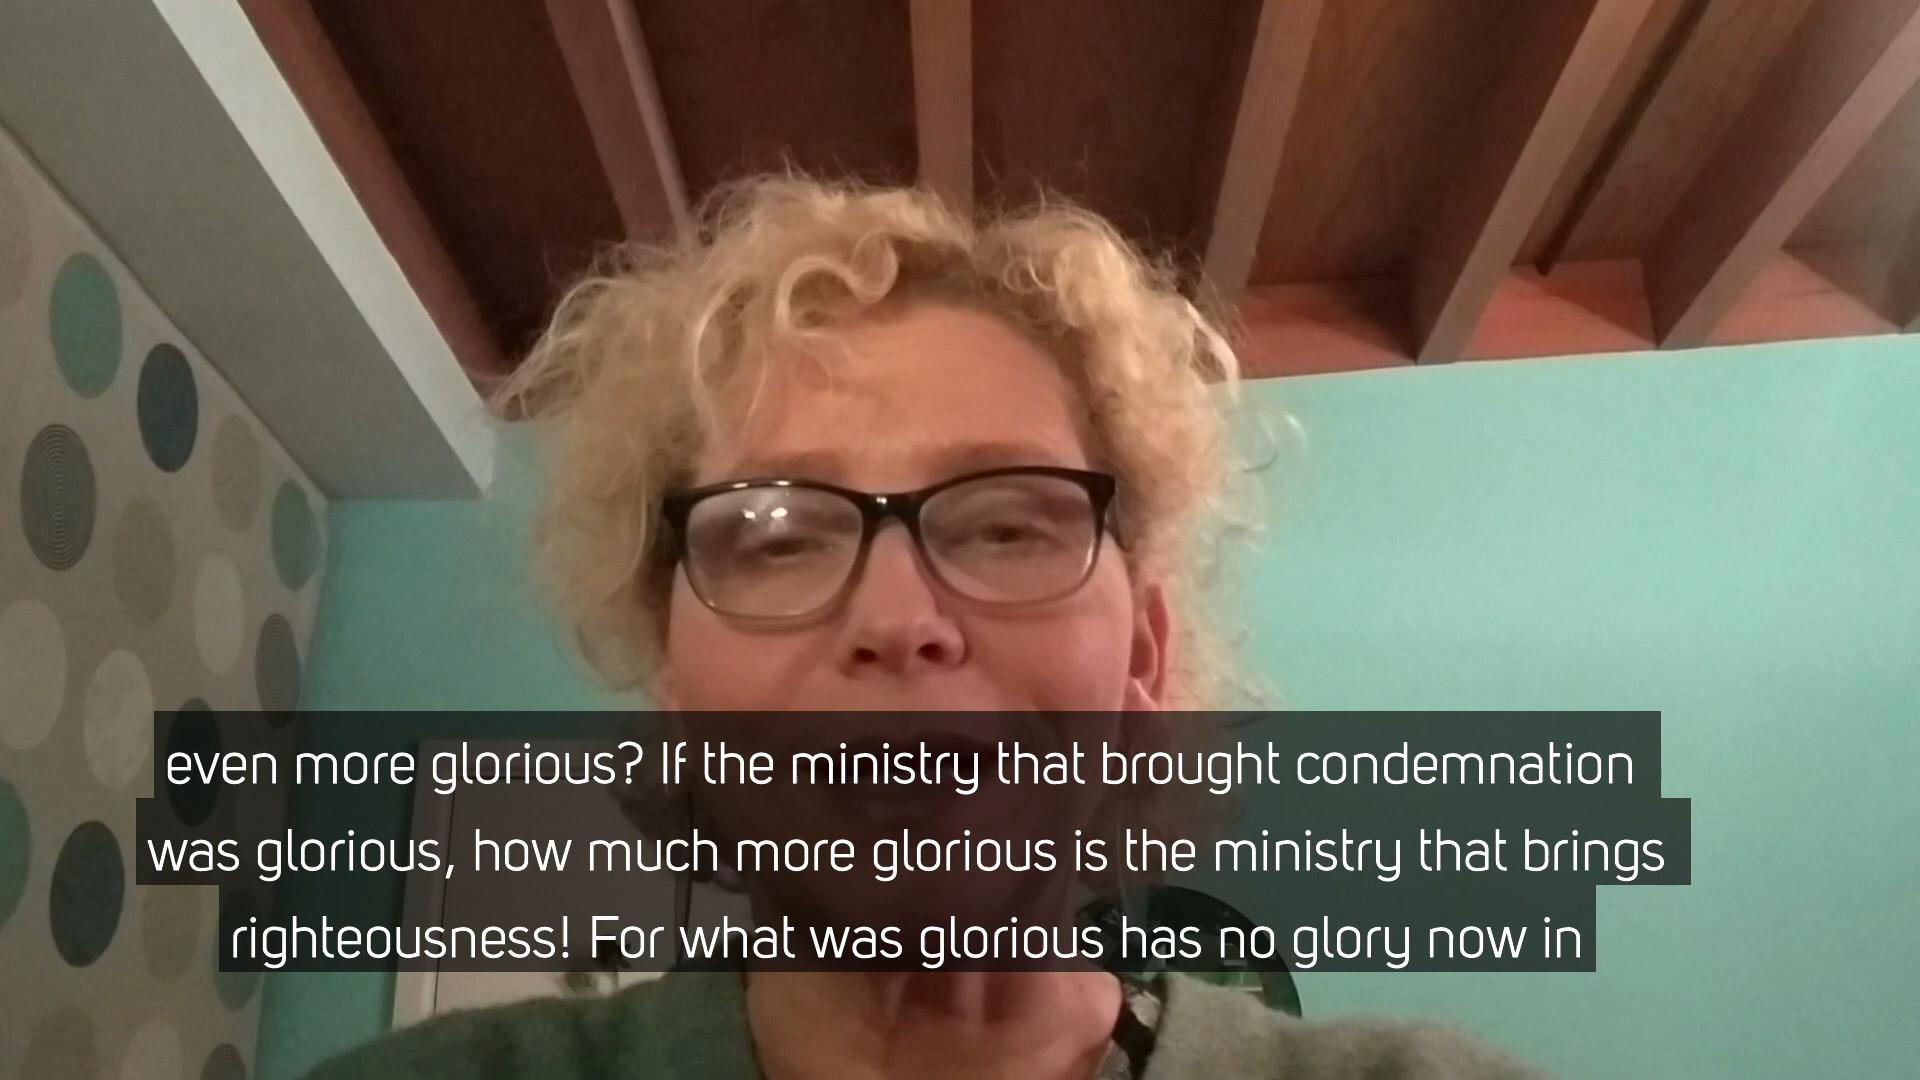 even more glorious? If the ministry that brought condemnation
was glorious, how much more glorious is the ministry that brings
righteousness! For what was glorious has no glory now in